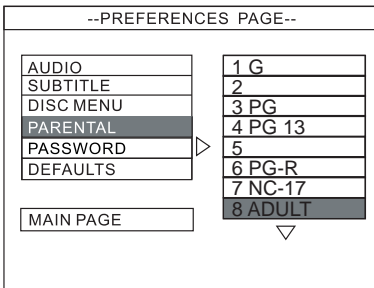 --PREFERENCES PAGE--
AUDIO
SUBTITLE
DISC MENU
PARENTAL
PASSWORD
DEFAULTS
MAIN PAGE
1 G
2
3 PG
4 PG 13
5
6 PG-R
7 NC-17
8 ADULT